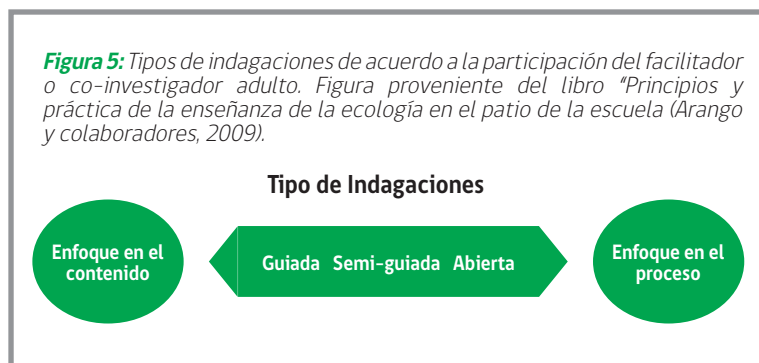 Figura 5: Tipos de indagaciones de acuerdo a la participación del facilitador
o co-investigador adulto. Figura proveniente del libro "Principios y
práctica de la enseñanza de la ecología en el patio de la escuela (Arango
y colaboradores, 2009).
Tipo de Indagaciones
Enfoque en el
contenido
Guiada Semi-guiada Abierta
Enfoque en el
proceso